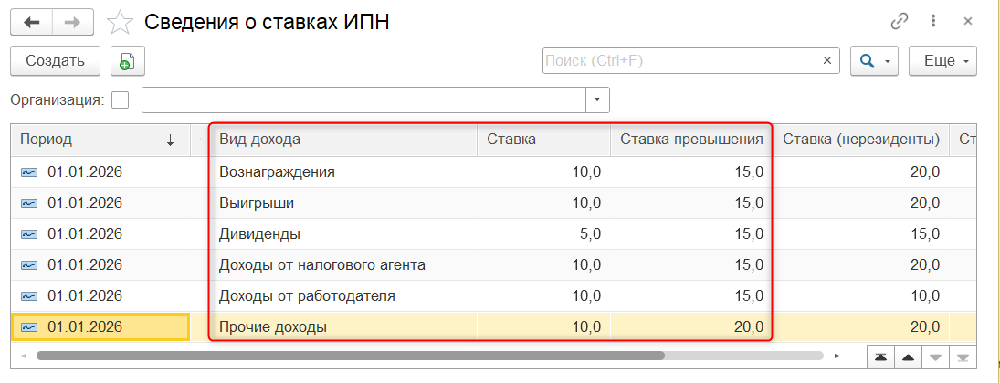 Сведения о ставках ИПН
Создать
Поиск (Ctrl+F)
Еще
Организация:
Период Вид дохода Ставка Ставка превышения Ставка (нерезиденты) Ст
01.01.2026 Вознаграждения 10,0 15,0 20,0
01.01.2026 Выигрыши 10,0 15,0 20,0
01.01.2026 Дивиденды 5,0 15,0 15,0
01.01.2026 Доходы от налогового агента 10,0 15,0 20,0
01.01.2026 Доходы от работодателя 10,0 15,0 10,0
01.01.2026 Прочие доходы 10,0 20,0 20,0